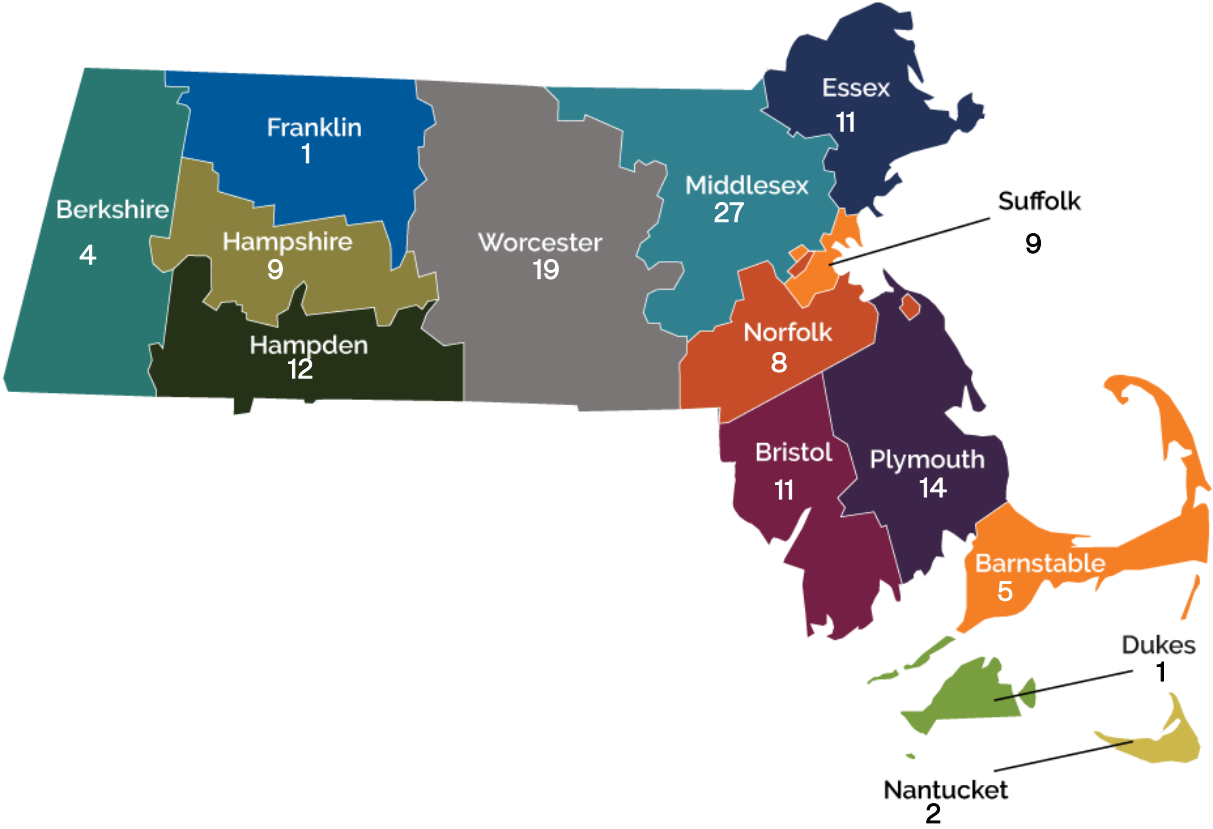 Essex
11
Franklin
1
Middlesex
27
Suffolk
9
Berkshire
4
Hampshire
9
Worcester
19
Norfolk
8
Hampden
12
Bristol
11
Plymouth
14
Barnstable
5
Dukes
1
Nantucket
2